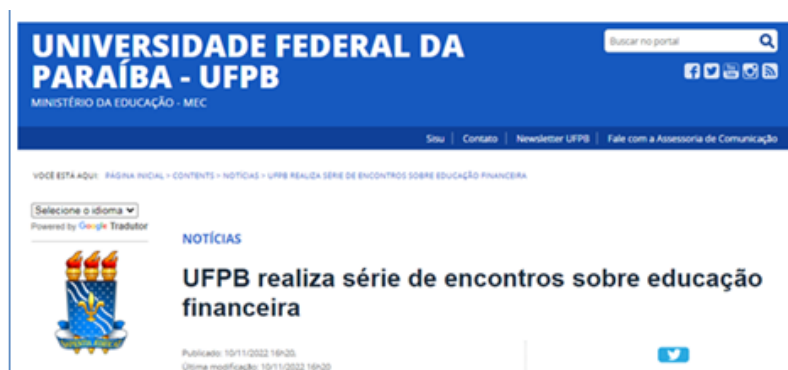 UNIVERSIDADE FEDERAL DA
PARAÍBA - UFPB
MINISTÉRIO DA EDUCAÇÃO - MEC
Buscar no portal
Sisu | Contato | Newsletter UFPB | Fale com a Assessoria de Comunicação
VOCÊ ESTÁ AQUI: PÁGINA INICIAL > CONTENTS > NOTÍCIAS > UFPB REALIZA SÉRIE DE ENCONTROS SOBRE EDUCAÇÃO FINANCEIRA
Selecione o idioma
Powered by Google Tradutor
NOTÍCIAS
UFPB realiza série de encontros sobre educação
financeira
Publicado: 10/11/2022 16h20,
Última modificação: 10/11/2022 16h20